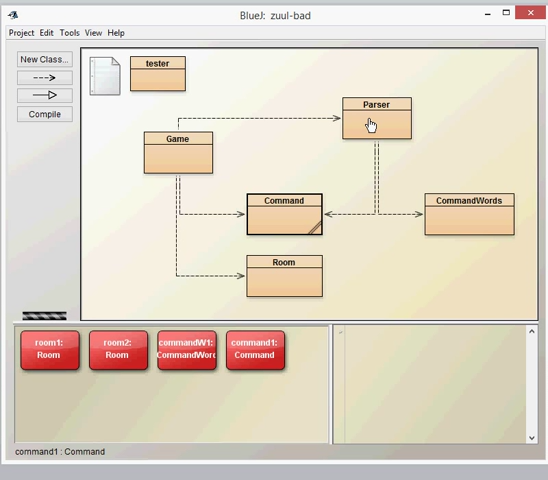 BlueJ: zuul-bad
Project Edit Tools View Help
New Class...
Compile
tester
Parser
Game
Command
CommandWords
Room
room1:
Room
room2:
Room
commandW1:
CommandWord
command1:
Command
command1 : Command